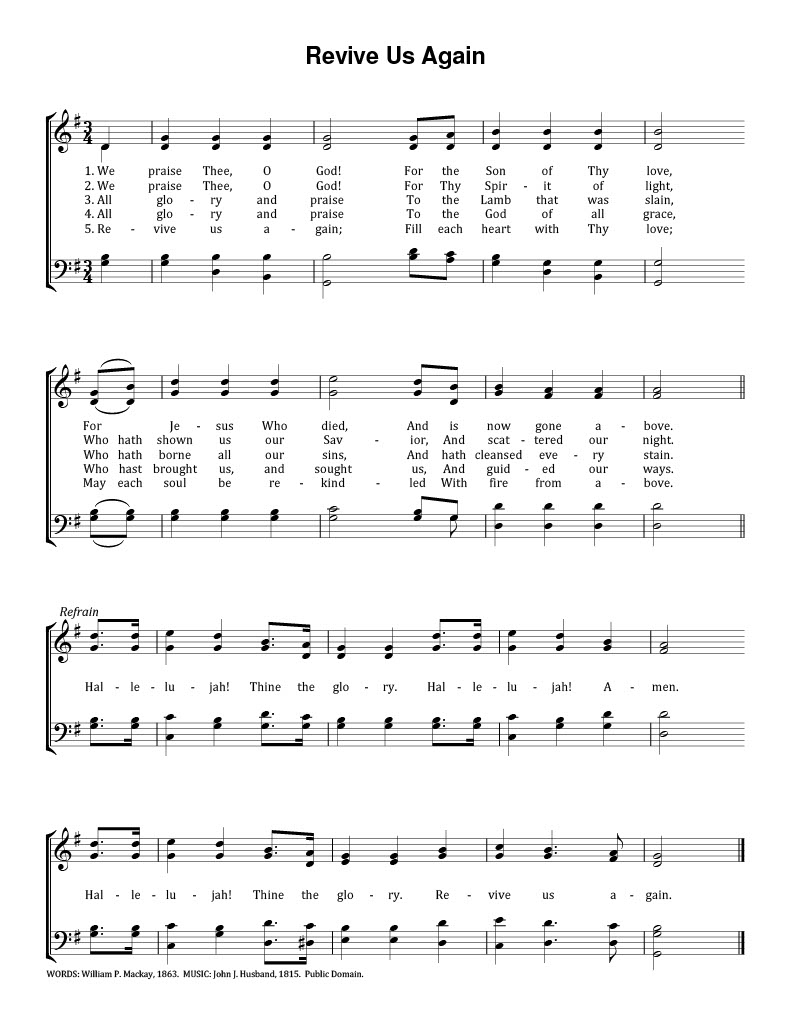 Revive Us Again
1. We praise Thee, O God! For the Son of Thy love,
2. We praise Thee, O God! For Thy Spir - it of light,
3. All glo - ry and praise To the Lamb that was slain,
4. All glo - ry and praise To the God of all grace,
5. Re - vive us a - gain; Fill each heart with Thy love;
For Je - sus Who died, And is now gone a - bove.
Who hath shown us our Sav - ior, And scat - tered our night.
Who hath borne all our sins, And hath cleansed eve - ry stain.
Who hast brought us, and sought us, And guid - ed our ways.
May each soul be re - kind - led With fire from a - bove.
Refrain
Hal - le - lu - jah! Thine the glo - ry. Hal - le - lu - jah! A - men.
Hal - le - lu - jah! Thine the glo - ry. Re - vive us a - gain.
WORDS: William P. Mackay, 1863. MUSIC: John J. Husband, 1815. Public Domain.